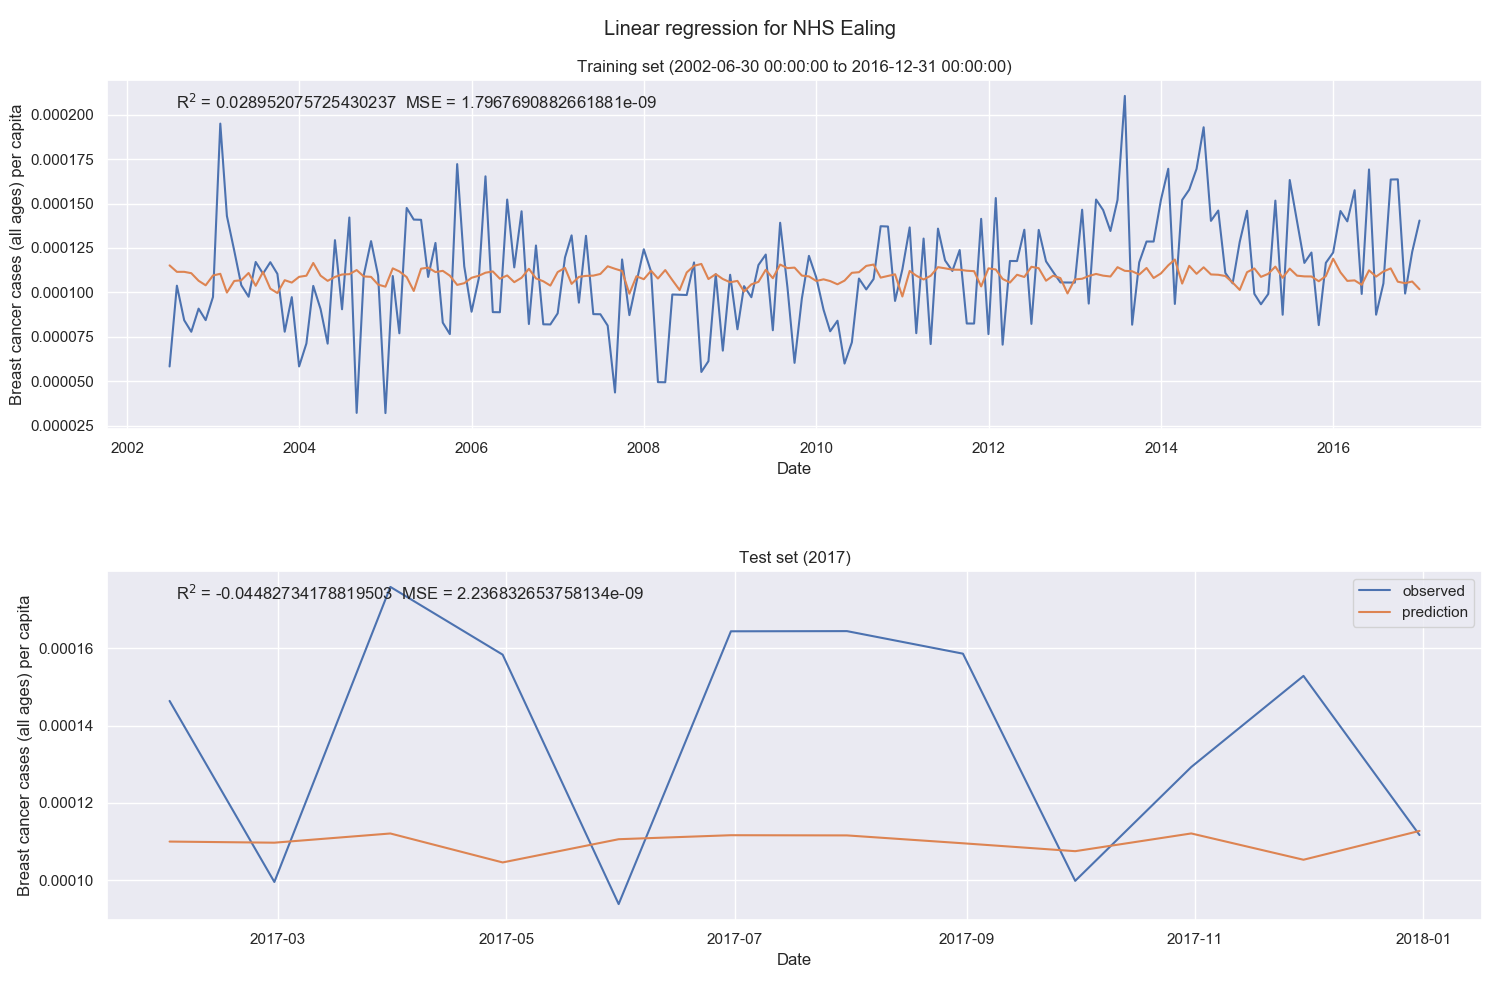 Linear regression for NHS Ealing
Training set (2002-06-30 00:00:00 to 2016-12-31 00:00:00)
R² = 0.028952075725430237 MSE = 1.7967690882661881e-09
Breast cancer cases (all ages) per capita
0.000200
0.000175
0.000150
0.000125
0.000100
0.000075
0.000050
0.000025
2002 2004 2006 2008 2010 2012 2014 2016
Date
Test set (2017)
R² = -0.04482734178819503 MSE = 2.236832653758134e-09
observed
prediction
Breast cancer cases (all ages) per capita
0.00016
0.00014
0.00012
0.00010
2017-03 2017-05 2017-07 2017-09 2017-11 2018-01
Date